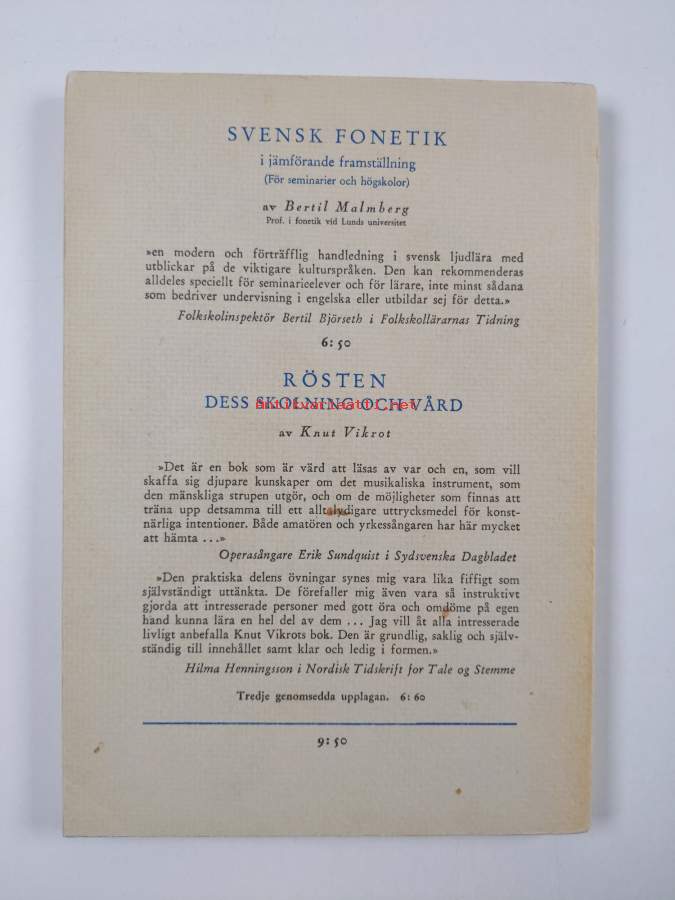 SVENSK FONETIK
i jämförande framställning
(För seminarier och högskolor)
av Bertil Malmberg
Prof. i fonetik vid Lunds universitet
»en modern och förträfflig handledning i svensk ljudlära med
utblickar på de viktigare kulturspråken. Den kan rekommenderas
alldeles speciellt för seminarieelever och för lärare, inte minst sådana
som bedriver undervisning i engelska eller utbildar sej för detta.»
Folkskolinspektör Bertil Björseth i Folkskollärarnas Tidning
6:50
RÖSTEN
DESS SKOLNING OCH VÅRD
antikvariaatti.net
av Knut Vikrot
»Det är en bok som är värd att läsas av var och en, som vill
skaffa sig djupare kunskaper om det musikaliska instrument, som
den mänskliga strupen utgör, och om de möjligheter som finnas att
träna upp detsamma till ett allt lydigare uttrycksmedel för konst-
närliga intentioner. Både amatören och yrkessångaren har här mycket
att hämta ...»
Operasångare Erik Sundquist i Sydsvenska Dagbladet
»Den praktiska delens övningar synes mig vara lika fiffigt som
självständigt uttänkta. De förefaller mig även vara så instruktivt
gjorda att intresserade personer med gott öra och omdöme på egen
hand kunna lära en hel del av dem ... Jag vill åt alla intresserade
livligt anbefalla Knut Vikrots bok. Den är grundlig, saklig och själv-
ständig till innehållet samt klar och ledig i formen.»
Hilma Henningsson i Nordisk Tidskrift for Tale og Stemme
Tredje genomsedda upplagan. 6:60
9:50